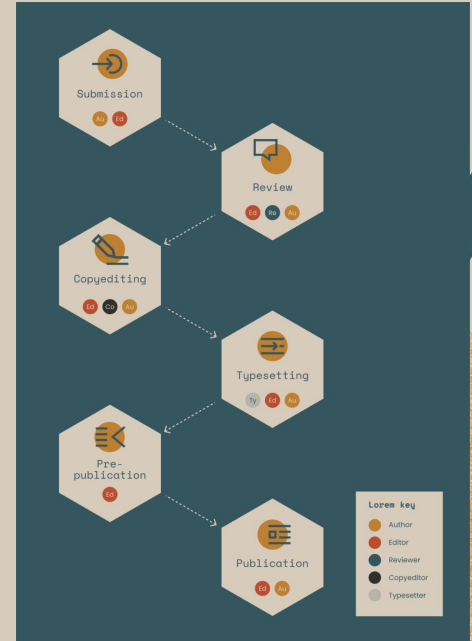 Submission
Au Ed
Review
Ed Re Au
Copyediting
Ed Co Au
Typesetting
Ty Ed Au
Pre-
publication
Ed
Publication
Ed Au
Lorem key
Author
Editor
Reviewer
Copyeditor
Typesetter